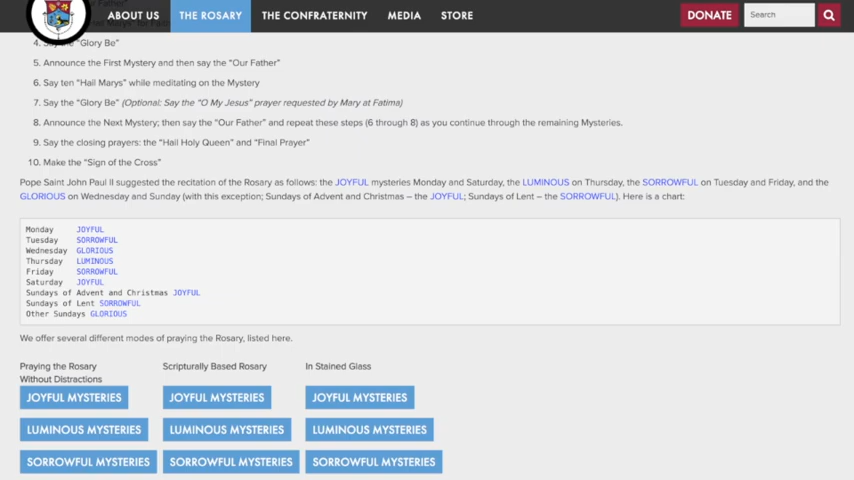 ABOUT US THE ROSARY THE CONFRATERNITY MEDIA STORE DONATE Search
4. Say the “Glory Be”
5. Announce the First Mystery and then say the “Our Father”
6. Say ten “Hail Marys” while meditating on the Mystery
7. Say the “Glory Be” (Optional: Say the “O My Jesus” prayer requested by Mary at Fatima)
8. Announce the Next Mystery; then say the “Our Father” and repeat these steps (6 through 8) as you continue through the remaining Mysteries.
9. Say the closing prayers: the “Hail Holy Queen” and “Final Prayer”
10. Make the “Sign of the Cross”
Pope Saint John Paul II suggested the recitation of the Rosary as follows: the JOYFUL mysteries Monday and Saturday, the LUMINOUS on Thursday, the SORROWFUL on Tuesday and Friday, and the
GLORIOUS on Wednesday and Sunday (with this exception; Sundays of Advent and Christmas – the JOYFUL; Sundays of Lent – the SORROWFUL). Here is a chart:
Monday JOYFUL
Tuesday SORROWFUL
Wednesday GLORIOUS
Thursday LUMINOUS
Friday SORROWFUL
Saturday JOYFUL
Sundays of Advent and Christmas JOYFUL
Sundays of Lent SORROWFUL
Other Sundays GLORIOUS
We offer several different modes of praying the Rosary, listed here.
Praying the Rosary Scripturally Based Rosary In Stained Glass
Without Distractions
JOYFUL MYSTERIES JOYFUL MYSTERIES JOYFUL MYSTERIES
LUMINOUS MYSTERIES LUMINOUS MYSTERIES LUMINOUS MYSTERIES
SORROWFUL MYSTERIES SORROWFUL MYSTERIES SORROWFUL MYSTERIES